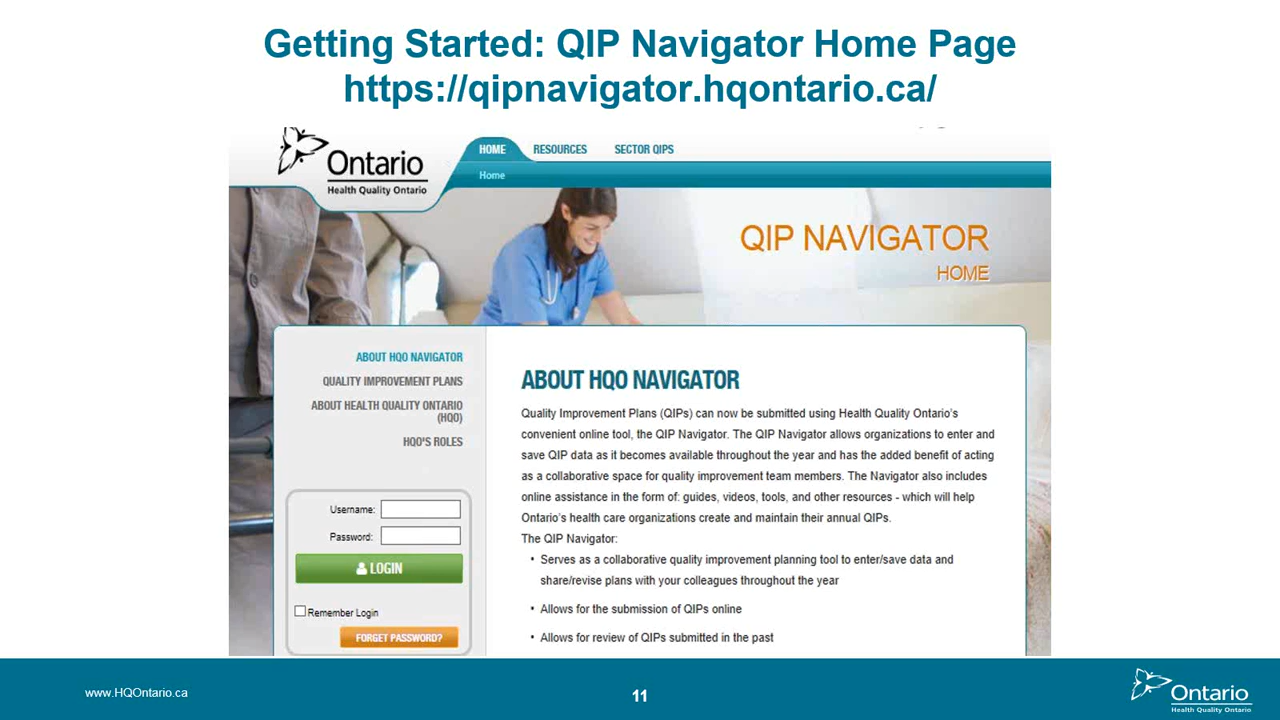 Getting Started: QIP Navigator Home Page
https://qipnavigator.hqontario.ca/
Ontario
Health Quality Ontario
HOME RESOURCES SECTOR QIPS
Home
QIP NAVIGATOR
HOME
ABOUT HQO NAVIGATOR
QUALITY IMPROVEMENT PLANS
ABOUT HEALTH QUALITY ONTARIO
(HQO)
HQO'S ROLES
Username:
Password:
LOGIN
Remember Login
FORGET PASSWORD?
ABOUT HQO NAVIGATOR
Quality Improvement Plans (QIPs) can now be submitted using Health Quality Ontario's
convenient online tool, the QIP Navigator. The QIP Navigator allows organizations to enter and
save QIP data as it becomes available throughout the year and has the added benefit of acting
as a collaborative space for quality improvement team members. The Navigator also includes
online assistance in the form of: guides, videos, tools, and other resources - which will help
Ontario's health care organizations create and maintain their annual QIPs.
The QIP Navigator:
• Serves as a collaborative quality improvement planning tool to enter/save data and
share/revise plans with your colleagues throughout the year
• Allows for the submission of QIPs online
• Allows for review of QIPs submitted in the past
www.HQOntario.ca
11
Ontario
Health Quality Ontario